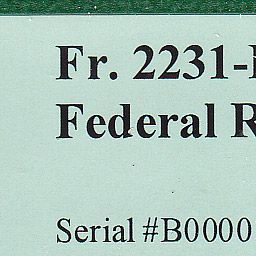 Fr. 2231-
Federal R
Serial #B0000